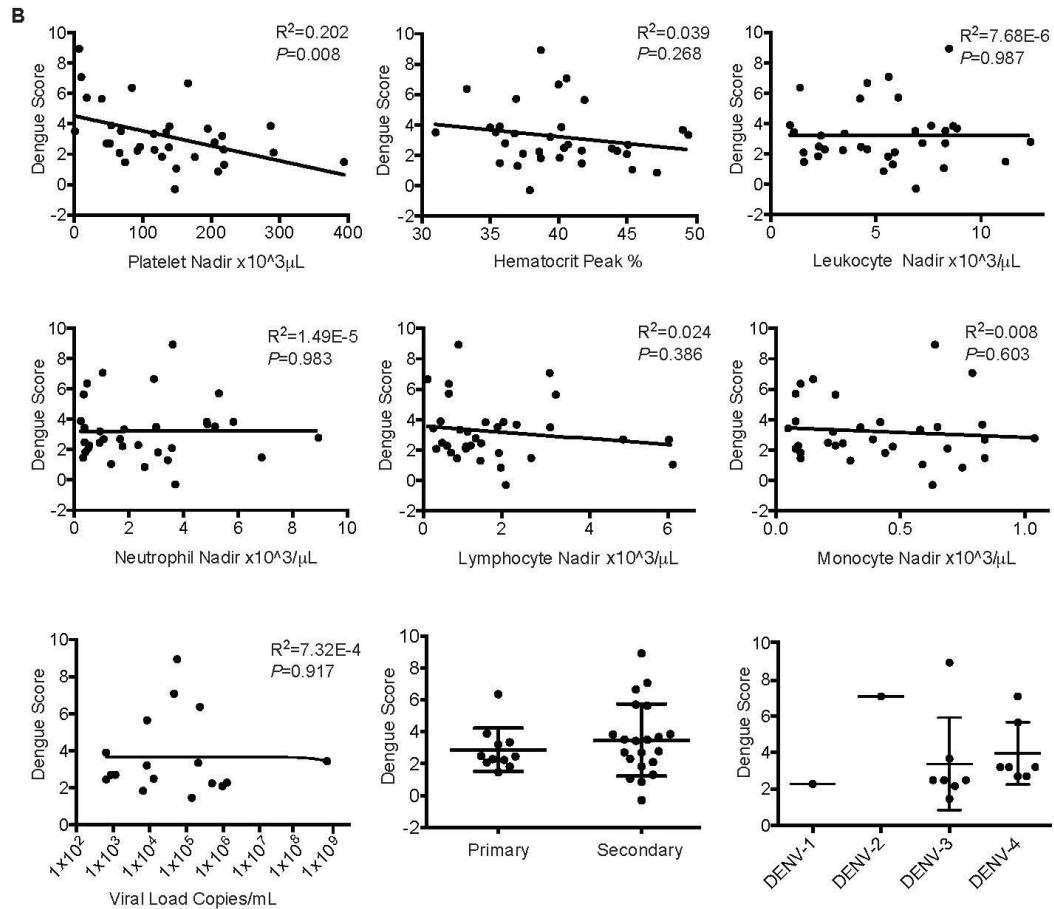 B
R²=0.202
P=0.008
Dengue Score
10
8
6
4
2
0
-2
0 100 200 300 400
Platelet Nadir x10^3µL
R²=0.039
P=0.268
Dengue Score
10
8
6
4
2
0
-2
30 35 40 45 50
Hematocrit Peak %
R²=7.68E-6
P=0.987
Dengue Score
10
8
6
4
2
0
-2
0 5 10
Leukocyte Nadir x10^3/µL
R²=1.49E-5
P=0.983
Dengue Score
10
8
6
4
2
0
-2
0 2 4 6 8 10
Neutrophil Nadir x10^3/µL
R²=0.024
P=0.386
Dengue Score
10
8
6
4
2
0
-2
0 2 4 6
Lymphocyte Nadir x10^3/µL
R²=0.008
P=0.603
Dengue Score
10
8
6
4
2
0
-2
0.0 0.5 1.0
Monocyte Nadir x10^3/µL
R²=7.32E-4
P=0.917
Dengue Score
10
8
6
4
2
0
1x10²
1x10³
1x10⁴
1x10⁵
1x10⁶
1x10⁷
1x10⁸
1x10⁹
Viral Load Copies/mL
Dengue Score
10
8
6
4
2
0
-2
Primary Secondary
Dengue Score
10
8
6
4
2
0
DENV-1
DENV-2
DENV-3
DENV-4